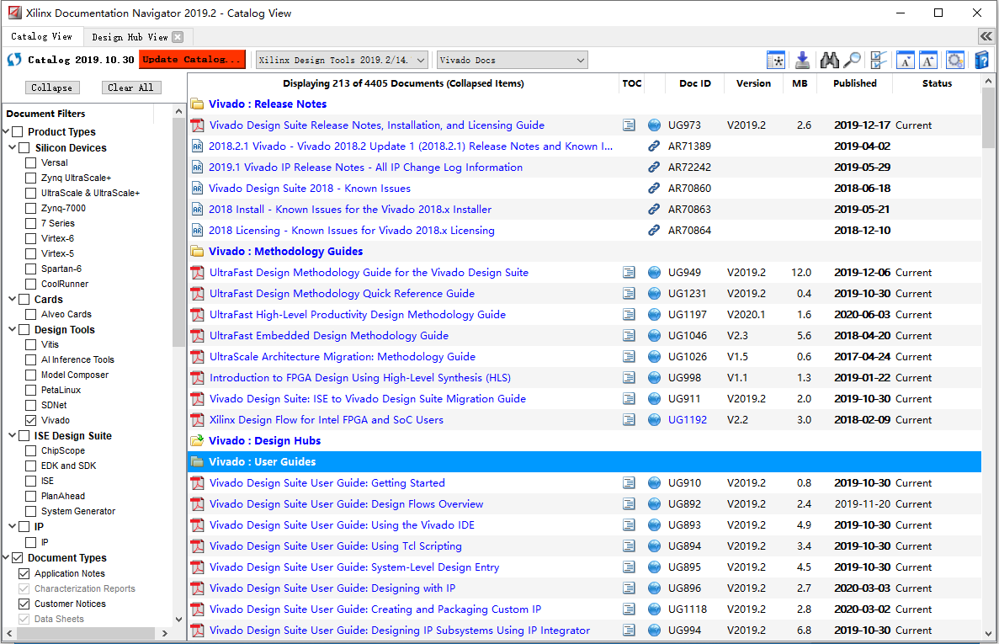 Xilinx Documentation Navigator 2019.2 - Catalog View
Catalog View
Design Hub View
Catalog 2019.10.30
Update Catalog...
Xilinx Design Tools 2019.2/14.
Vivado Docs
Collapse
Clear All
Document Filters
Product Types
Silicon Devices
Versal
Zynq UltraScale+
UltraScale & UltraScale+
Zynq-7000
7 Series
Virtex-6
Virtex-5
Spartan-6
CoolRunner
Cards
Alveo Cards
Design Tools
Vitis
AI Inference Tools
Model Composer
PetaLinux
SDNet
Vivado
ISE Design Suite
ChipScope
EDK and SDK
ISE
PlanAhead
System Generator
IP
IP
Document Types
Application Notes
Characterization Reports
Customer Notices
Data Sheets
Displaying 213 of 4405 Documents (Collapsed Items) TOC Doc ID Version MB Published Status
Vivado : Release Notes
Vivado Design Suite Release Notes, Installation, and Licensing Guide UG973 V2019.2 2.6 2019-12-17 Current
AR 2018.2.1 Vivado - Vivado 2018.2 Update 1 (2018.2.1) Release Notes and Known I... AR71389 2019-04-02
AR 2019.1 Vivado IP Release Notes - All IP Change Log Information AR72242 2019-05-29
AR Vivado Design Suite 2018 - Known Issues AR70860 2018-06-18
AR 2018 Install - Known Issues for the Vivado 2018.x Installer AR70863 2019-05-21
AR 2018 Licensing - Known Issues for Vivado 2018.x Licensing AR70864 2018-12-10
Vivado : Methodology Guides
UltraFast Design Methodology Guide for the Vivado Design Suite UG949 V2019.2 12.0 2019-12-06 Current
UltraFast Design Methodology Quick Reference Guide UG1231 V2019.2 0.4 2019-10-30 Current
UltraFast High-Level Productivity Design Methodology Guide UG1197 V2020.1 1.6 2020-06-03 Current
UltraFast Embedded Design Methodology Guide UG1046 V2.3 5.6 2018-04-20 Current
UltraScale Architecture Migration: Methodology Guide UG1026 V1.5 0.6 2017-04-24 Current
Introduction to FPGA Design Using High-Level Synthesis (HLS) UG998 V1.1 1.3 2019-01-22 Current
Vivado Design Suite: ISE to Vivado Design Suite Migration Guide UG911 V2019.2 2.0 2019-10-30 Current
Xilinx Design Flow for Intel FPGA and SoC Users UG1192 V2.2 3.0 2018-02-09 Current
Vivado : Design Hubs
Vivado : User Guides
Vivado Design Suite User Guide: Getting Started UG910 V2019.2 0.8 2019-10-30 Current
Vivado Design Suite User Guide: Design Flows Overview UG892 V2019.2 2.4 2019-11-20 Current
Vivado Design Suite User Guide: Using the Vivado IDE UG893 V2019.2 4.9 2019-10-30 Current
Vivado Design Suite User Guide: Using Tcl Scripting UG894 V2019.2 3.4 2019-10-30 Current
Vivado Design Suite User Guide: System-Level Design Entry UG895 V2019.2 4.5 2019-10-30 Current
Vivado Design Suite User Guide: Designing with IP UG896 V2019.2 2.7 2020-03-03 Current
Vivado Design Suite User Guide: Creating and Packaging Custom IP UG1118 V2019.2 2.8 2020-03-02 Current
Vivado Design Suite User Guide: Designing IP Subsystems Using IP Integrator UG994 V2019.2 6.8 2019-10-30 Current